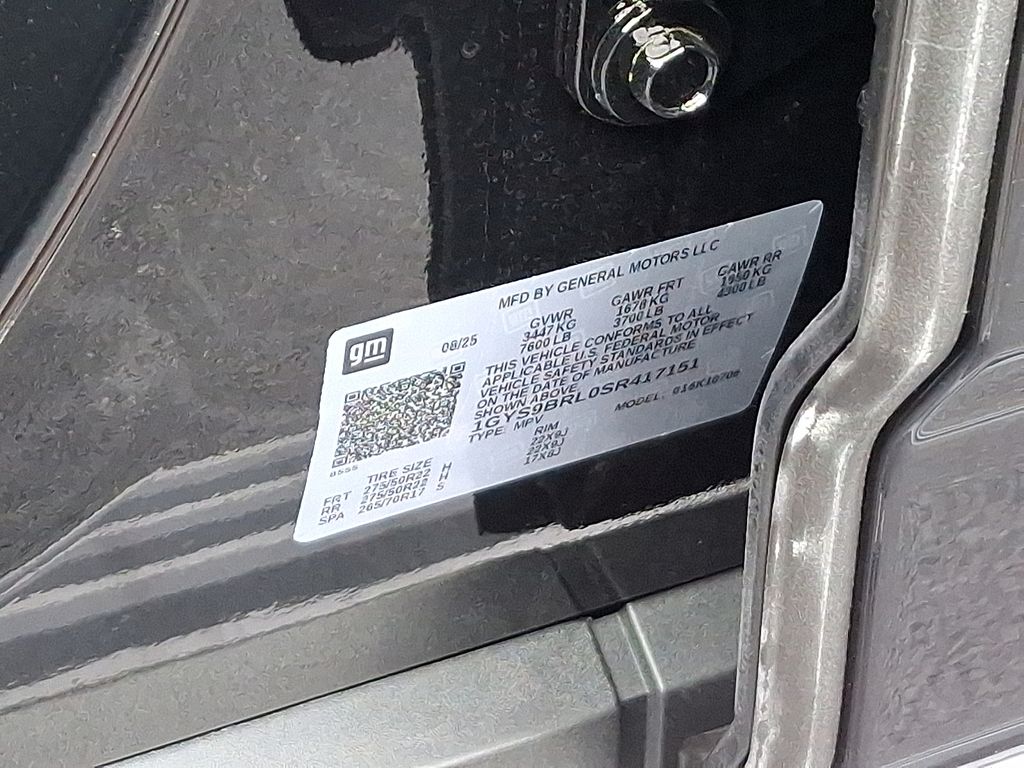 gm
08/25
MFD BY GENERAL MOTORS LLC
GVWR GAWR FRT GAWR RR
3447 KG 1678 KG 1950 KG
7600 LB 3700 LB 4300 LB
THIS VEHICLE CONFORMS TO ALL
APPLICABLE U.S. FEDERAL MOTOR
VEHICLE SAFETY STANDARDS IN EFFECT
ON THE DATE OF MANUFACTURE
SHOWN ABOVE.
1GYS9BRL0SR417151
TYPE: MPV MODEL:
8555
TIRE SIZE RIM
FRT 275/50R22 H 22X9J
RR 275/50R22 H 22X9J
SPA 265/70R17 S 17X8J